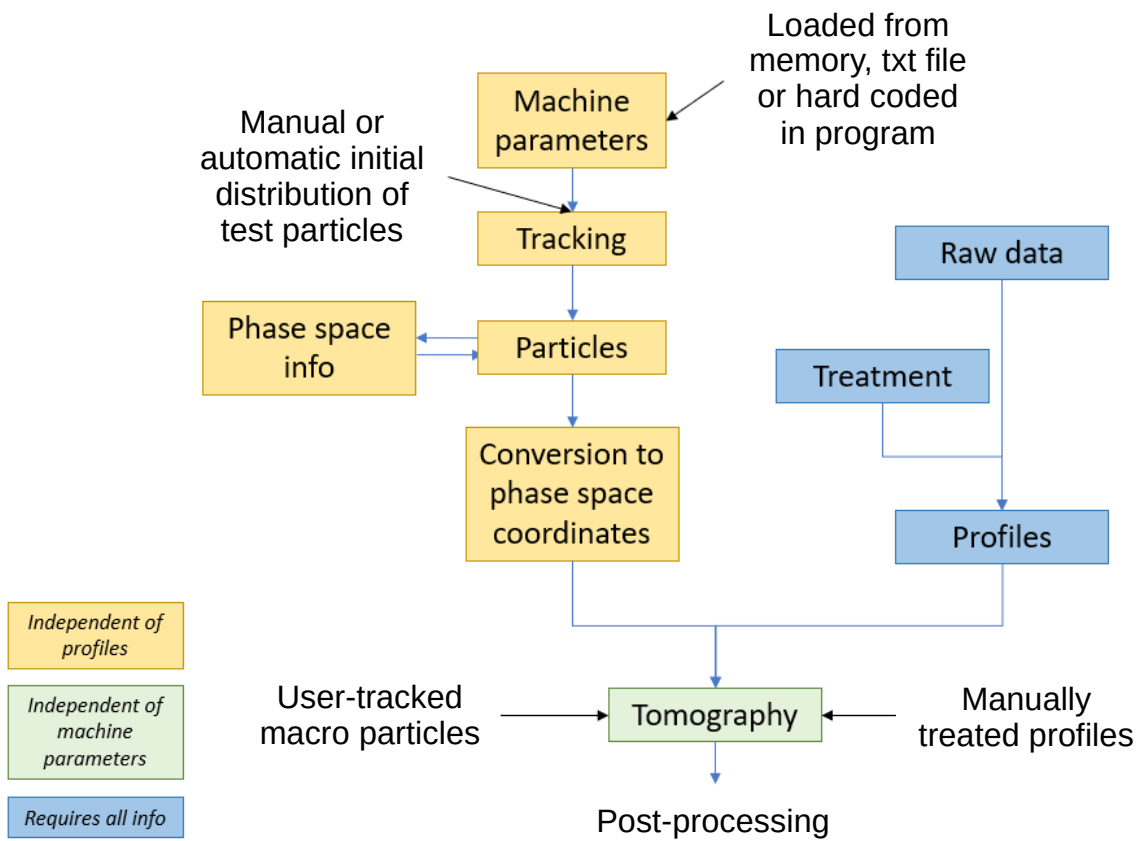 Loaded from
memory, txt file
or hard coded
in program
Machine
parameters
Manual or
automatic initial
distribution of
test particles
Tracking
Raw data
Phase space
info
Particles
Treatment
Conversion to
phase space
coordinates
Profiles
Independent of
profiles
Independent of
machine
parameters
Requires all info
User-tracked
macro particles
Tomography
Manually
treated profiles
Post-processing